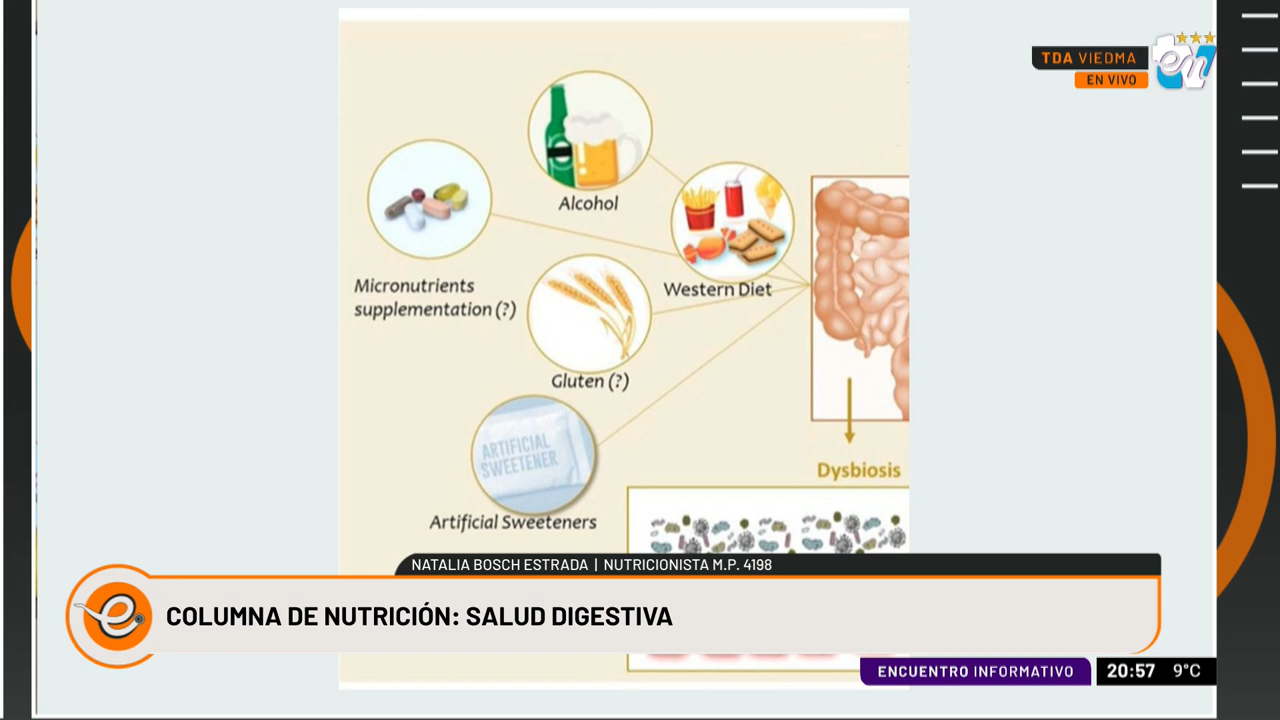 TDA VIEDMA
EN VIVO
Alcohol
Micronutrients
supplementation (?)
Western Diet
Gluten (?)
ARTIFICIAL
SWEETENER
Artificial Sweeteners
Dysbiosis
NATALIA BOSCH ESTRADA | NUTRICIONISTA M.P. 4198
COLUMNA DE NUTRICIÓN: SALUD DIGESTIVA
ENCUENTRO INFORMATIVO
20:57 9°C